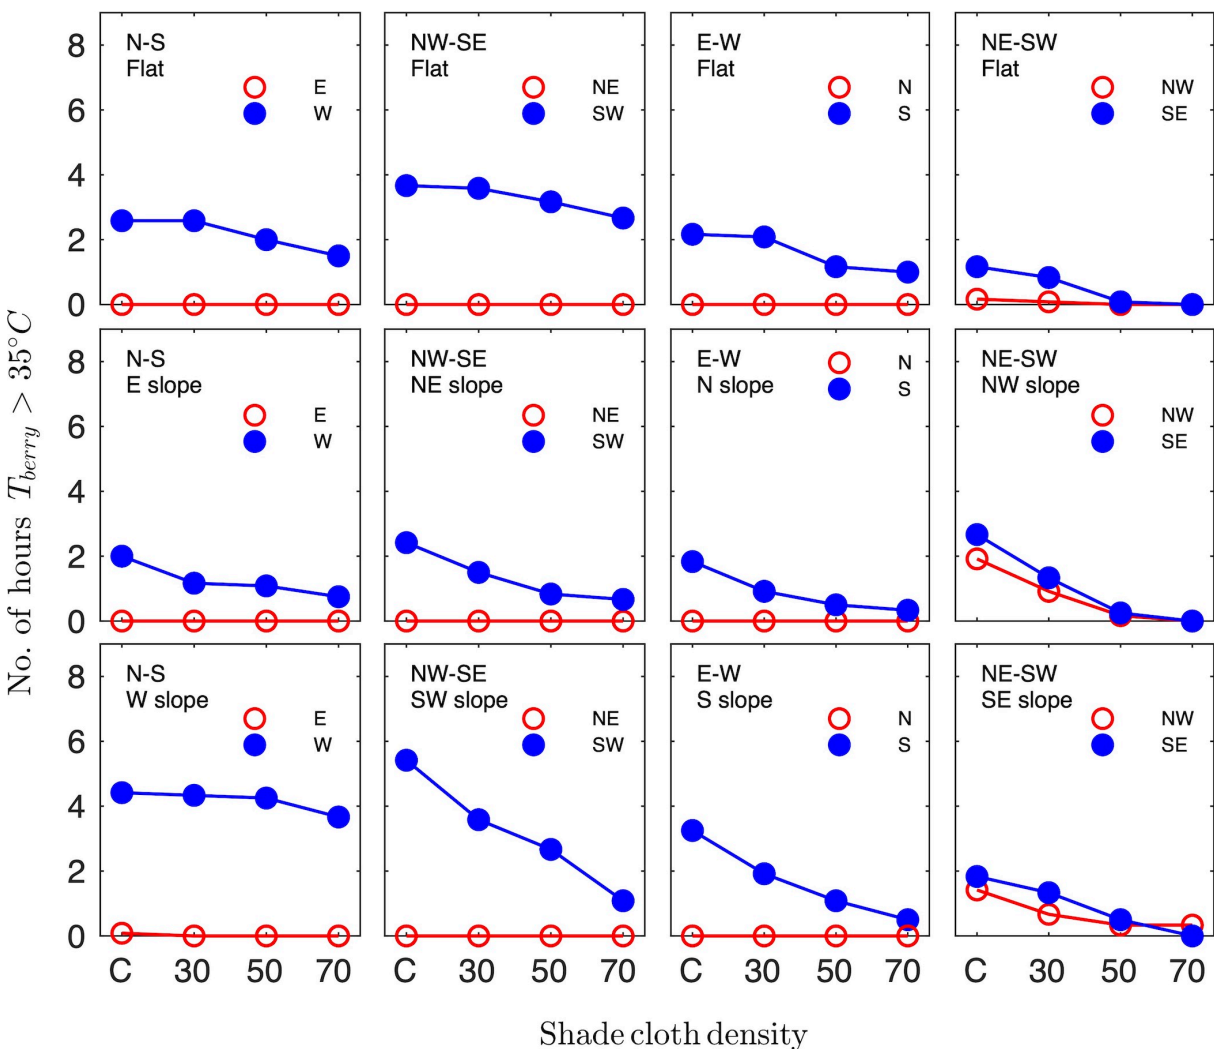 No. of hours T_berry > 35°C
8
6
4
2
0
N-S
Flat
E
W
NW-SE
Flat
NE
SW
E-W
Flat
N
S
NE-SW
Flat
NW
SE
8
6
4
2
0
N-S
E slope
E
W
NW-SE
NE slope
NE
SW
E-W
N slope
N
S
NE-SW
NW slope
NW
SE
8
6
4
2
0
N-S
W slope
E
W
NW-SE
SW slope
NE
SW
E-W
S slope
N
S
NE-SW
SE slope
NW
SE
C 30 50 70 C 30 50 70 C 30 50 70 C 30 50 70
Shade cloth density